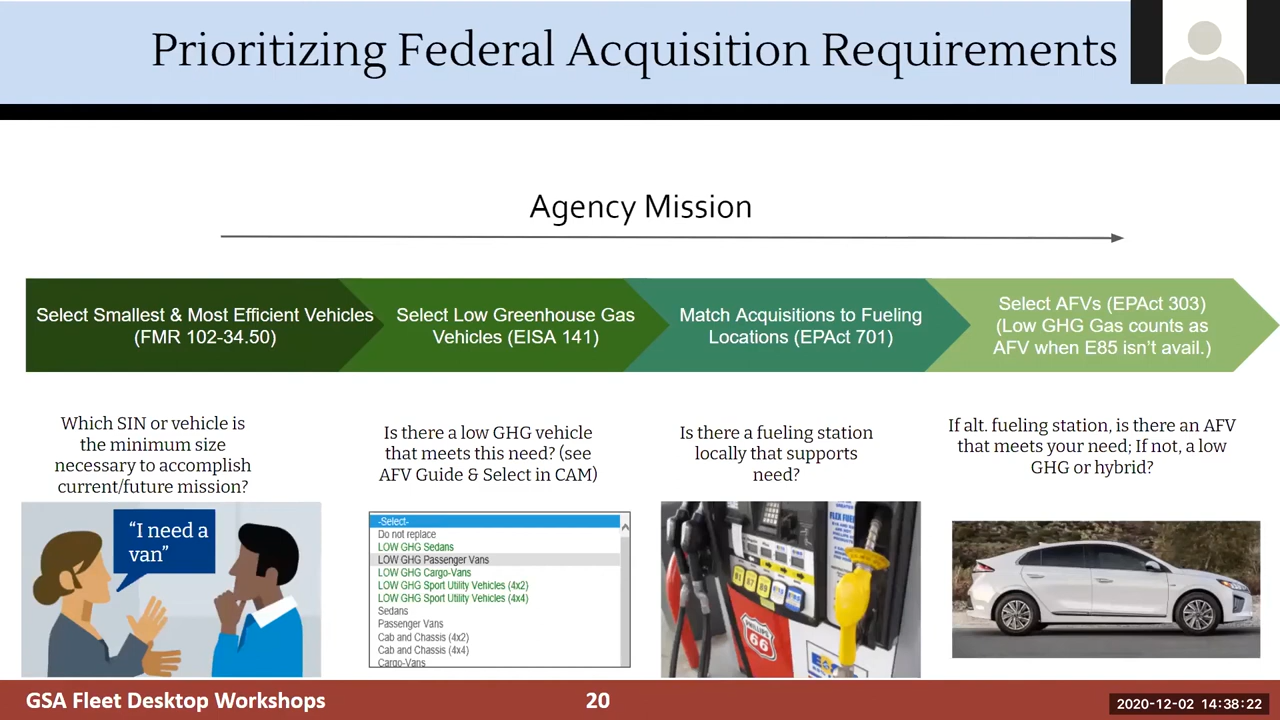 Prioritizing Federal Acquisition Requirements
Agency Mission
Select Smallest & Most Efficient Vehicles
(FMR 102-34.50)
Select Low Greenhouse Gas
Vehicles (EISA 141)
Match Acquisitions to Fueling
Locations (EPAct 701)
Select AFVs (EPAct 303)
(Low GHG Gas counts as
AFV when E85 isn't avail.)
Which SIN or vehicle is
the minimum size
necessary to accomplish
current/future mission?
Is there a low GHG vehicle
that meets this need? (see
AFV Guide & Select in CAM)
Is there a fueling station
locally that supports
need?
If alt. fueling station, is there an AFV
that meets your need; If not, a low
GHG or hybrid?
“I need a
van”
-Select-
Do not replace
LOW GHG Sedans
LOW GHG Passenger Vans
LOW GHG Cargo-Vans
LOW GHG Sport Utility Vehicles (4x2)
LOW GHG Sport Utility Vehicles (4x4)
Sedans
Passenger Vans
Cab and Chassis (4x2)
Cab and Chassis (4x4)
Cargo-Vans
FLEX FUEL
91
87
89
PHILLIPS
66
GSA Fleet Desktop Workshops
20
2020-12-02 14:38:22